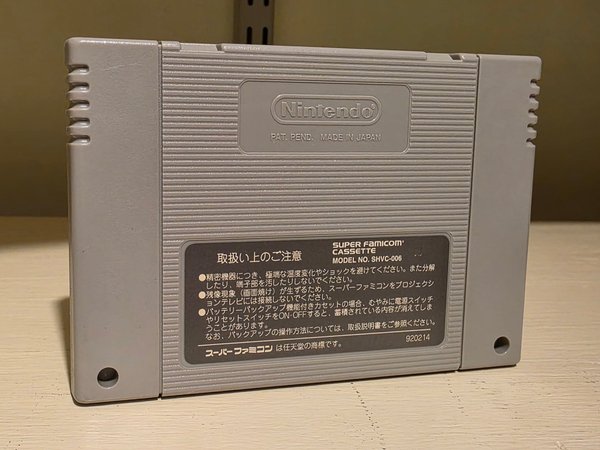 Nintendo
PAT. PEND. MADE IN JAPAN
取扱い上のご注意
SUPER FAMICOM
CASSETTE
MODEL NO. SHVC-006
●精密機器につき、極端な温度変化やショックを避けてください。また分解
したり、端子部を汚したりしないでください。
●残像現象(画面焼け)が生ずるため、スーパーファミコンをプロジェクシ
ョンテレビには接続しないでください。
●バッテリーバックアップ機能付きカセットの場合、むやみに電源スイッチ
やリセットスイッチをON-OFFすると、蓄積されている内容が消えてしま
うことがあります。
なお、バックアップの操作方法については、取扱説明書をご参照ください。
スーパーファミコンは任天堂の商標です。
920214